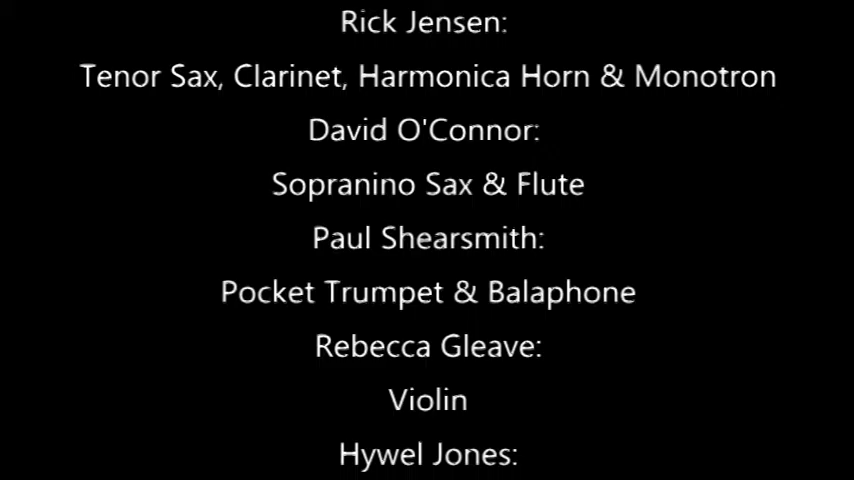 Rick Jensen:
Tenor Sax, Clarinet, Harmonica Horn & Monotron
David O'Connor:
Sopranino Sax & Flute
Paul Shearsmith:
Pocket Trumpet & Balaphone
Rebecca Gleave:
Violin
Hywel Jones: